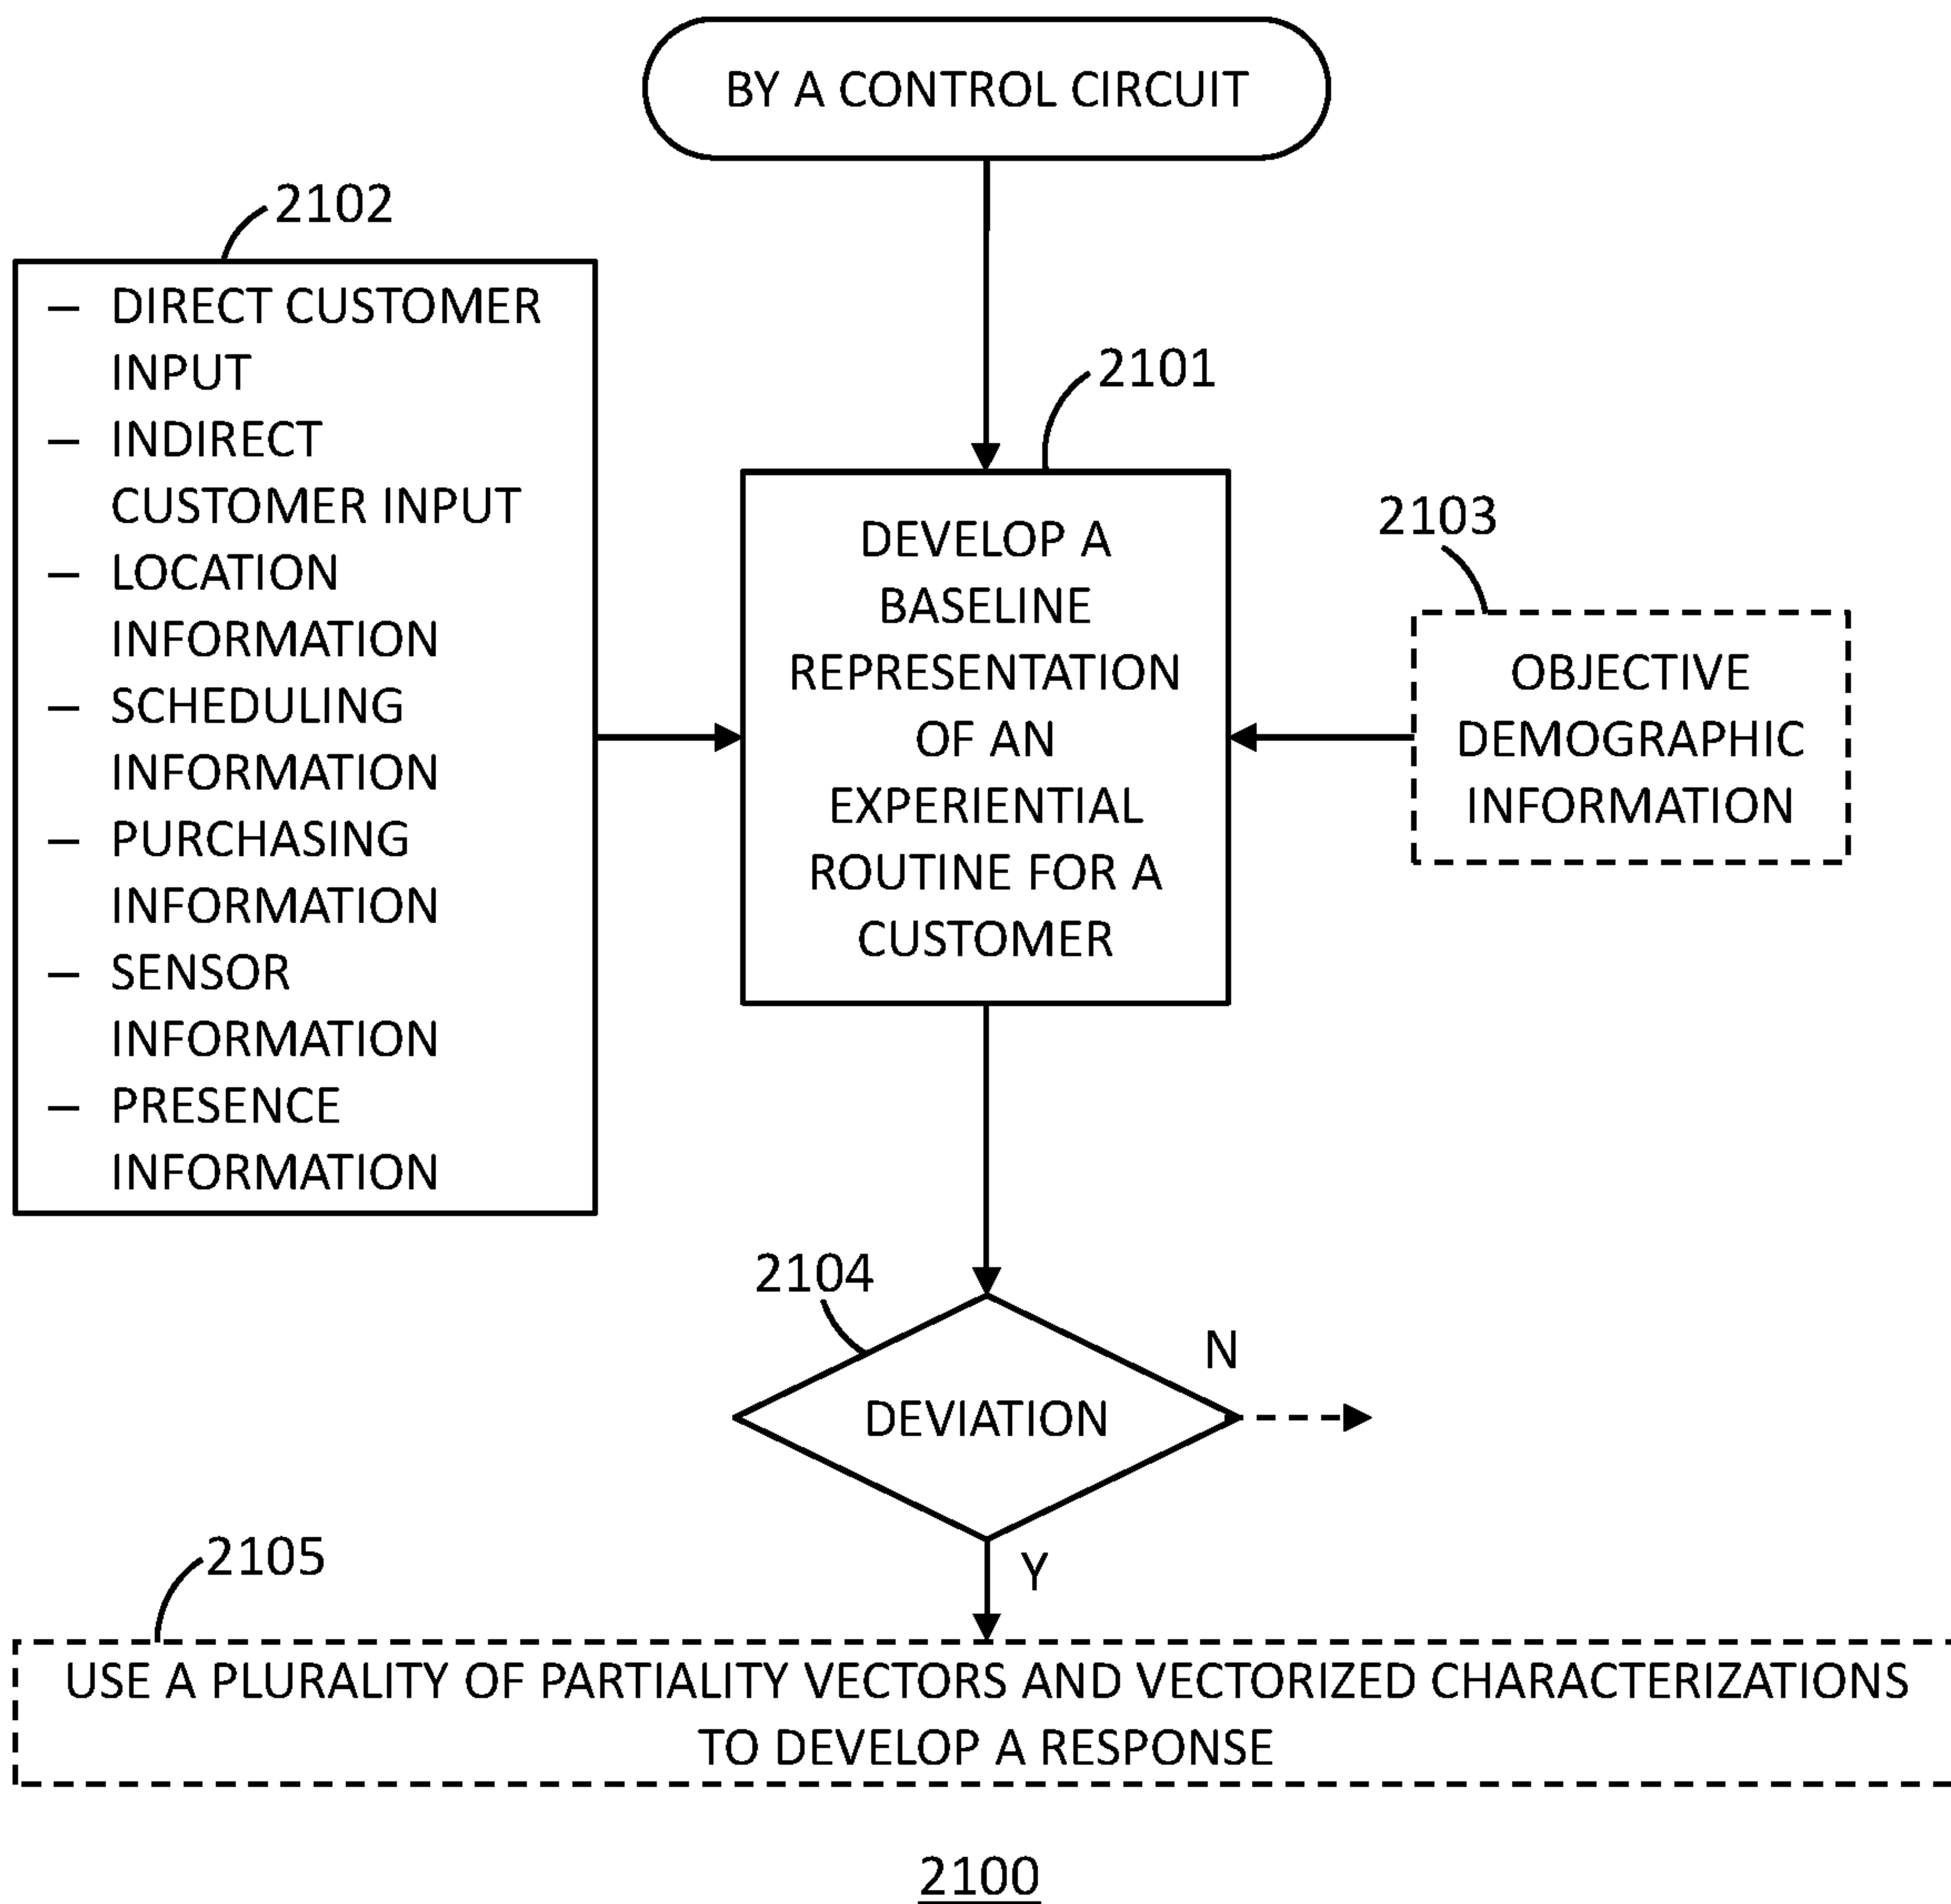 BY A CONTROL CIRCUIT
2102
— DIRECT CUSTOMER
INPUT
— INDIRECT
CUSTOMER INPUT
— LOCATION
INFORMATION
— SCHEDULING
INFORMATION
— PURCHASING
INFORMATION
— SENSOR
INFORMATION
— PRESENCE
INFORMATION
2101
DEVELOP A
BASELINE
REPRESENTATION
OF AN
EXPERIENTIAL
ROUTINE FOR A
CUSTOMER
2103
OBJECTIVE
DEMOGRAPHIC
INFORMATION
2104
DEVIATION
N
Y
2105
USE A PLURALITY OF PARTIALITY VECTORS AND VECTORIZED CHARACTERIZATIONS
TO DEVELOP A RESPONSE
2100